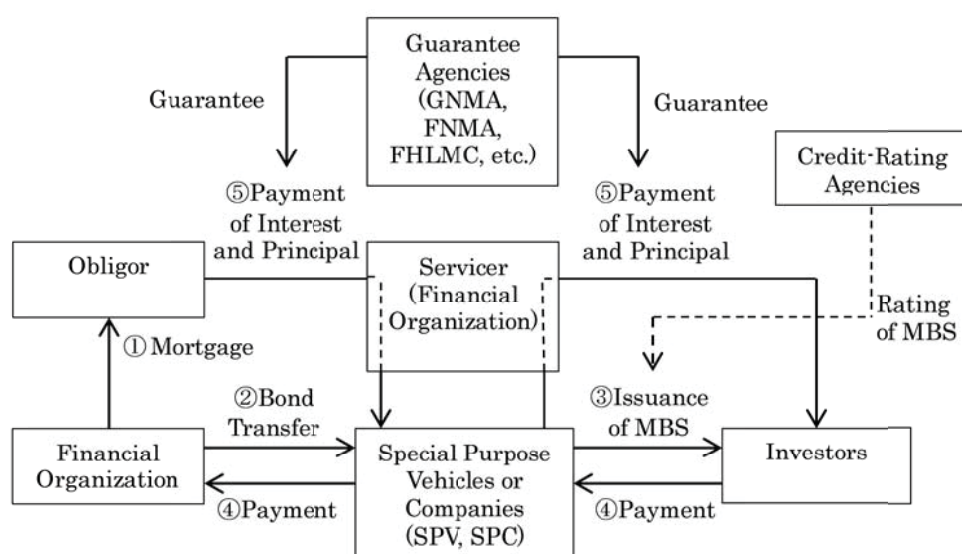 Guarantee
Agencies
(GNMA,
FNMA,
FHLMC, etc.)
Guarantee
Guarantee
Credit-Rating
Agencies
⑤Payment
of Interest
and Principal
⑤Payment
of Interest
and Principal
Obligor
Servicer
(Financial
Organization)
Rating
of MBS
①Mortgage
②Bond
Transfer
③Issuance
of MBS
Financial
Organization
Special Purpose
Vehicles or
Companies
(SPV, SPC)
Investors
④Payment
④Payment